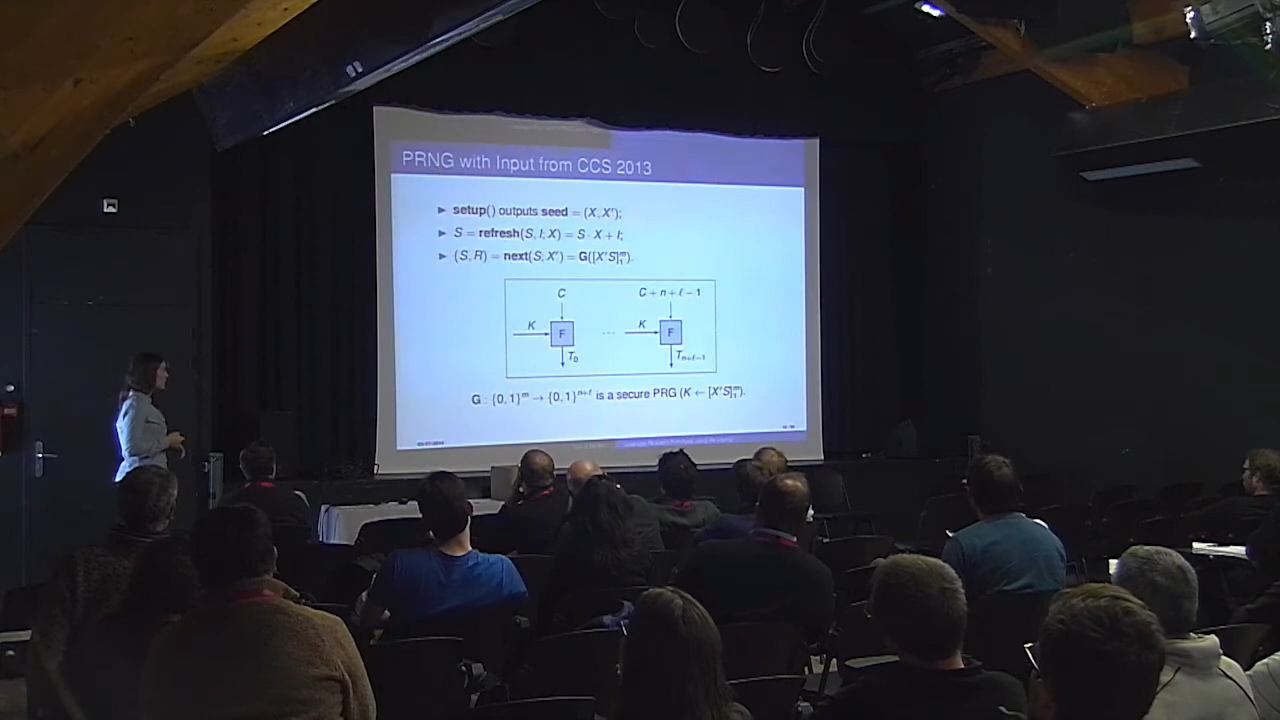 PRNG with Input from CCS 2013
► setup() outputs seed = (X, X′);
► S = refresh(S, I; X) = S · X + I;
► (S, R) = next(S; X′) = G([X′S]₁ᵐ).
C C + n + ℓ − 1
K F ⋯ K F
T₀ Tₙ₊ℓ₋₁
G : {0, 1}ᵐ → {0, 1}ⁿ⁺ℓ is a secure PRG (K ← [X′S]₁ᵐ).